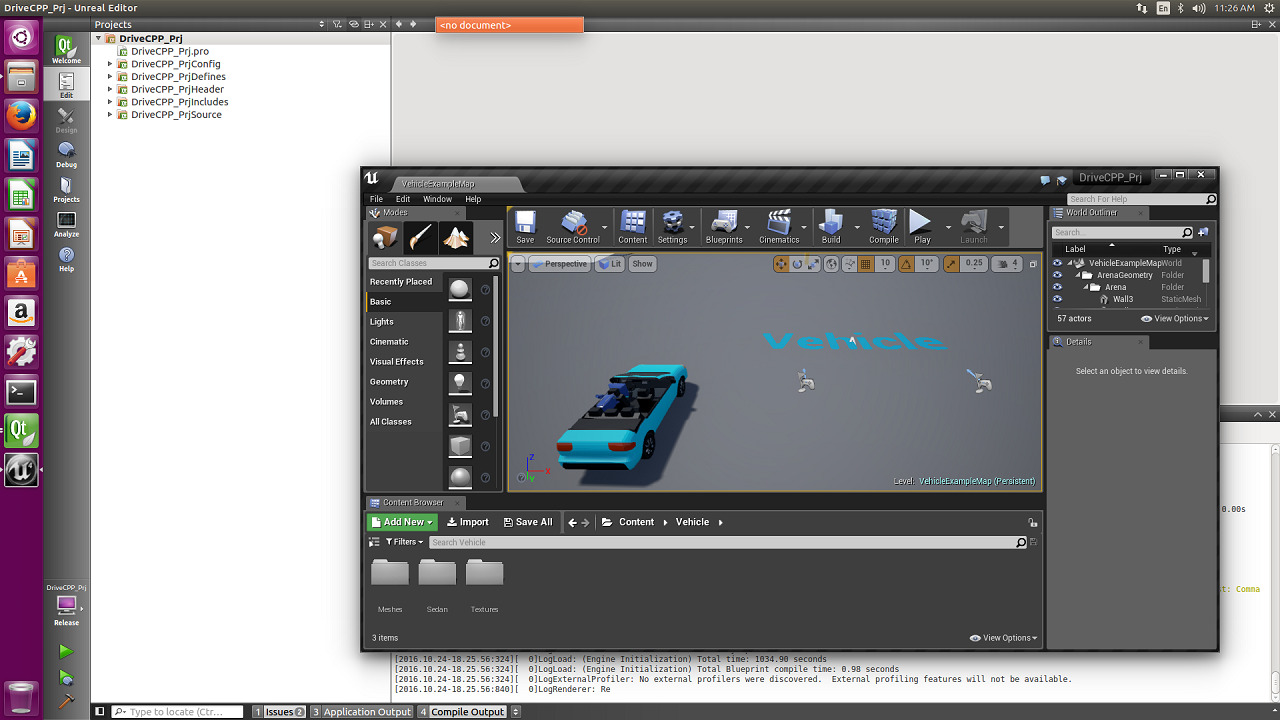 DriveCPP_Prj - Unreal Editor
En
11:26 AM
Projects
<no document>
Welcome
Edit
Design
Debug
Projects
Analyze
Help
DriveCPP_Prj
Release
DriveCPP_Prj
DriveCPP_Prj.pro
DriveCPP_PrjConfig
DriveCPP_PrjDefines
DriveCPP_PrjHeader
DriveCPP_PrjIncludes
DriveCPP_PrjSource
VehicleExampleMap
DriveCPP_Prj
File Edit Window Help
Search For Help
Modes
Search Classes
Recently Placed
Basic
Lights
Cinematic
Visual Effects
Geometry
Volumes
All Classes
Save Source Control Content Settings Blueprints Cinematics Build Compile Play Launch
Perspective Lit Show
10 10° 0.25 4
Vehicle
Z
X
Y
Level: VehicleExampleMap (Persistent)
World Outliner
Search...
Label Type
VehicleExampleMap World
ArenaGeometry Folder
Arena Folder
Wall3 StaticMesh
57 actors View Options
Details
Select an object to view details.
Content Browser
Add New Import Save All Content Vehicle
Filters Search Vehicle
Meshes Sedan Textures
3 items View Options
0.00s
st: Comma
[2016.10.24-18.25.56:324][  0]LogLoad: (Engine Initialization) Total time: 1034.90 seconds
[2016.10.24-18.25.56:324][  0]LogLoad: (Engine Initialization) Total Blueprint compile time: 0.98 seconds
[2016.10.24-18.25.56:324][  0]LogExternalProfiler: No external profilers were discovered.  External profiling features will not be available.
[2016.10.24-18.25.56:840][  0]LogRenderer: Re
Type to locate (Ctr... 1 Issues 2 3 Application Output 4 Compile Output